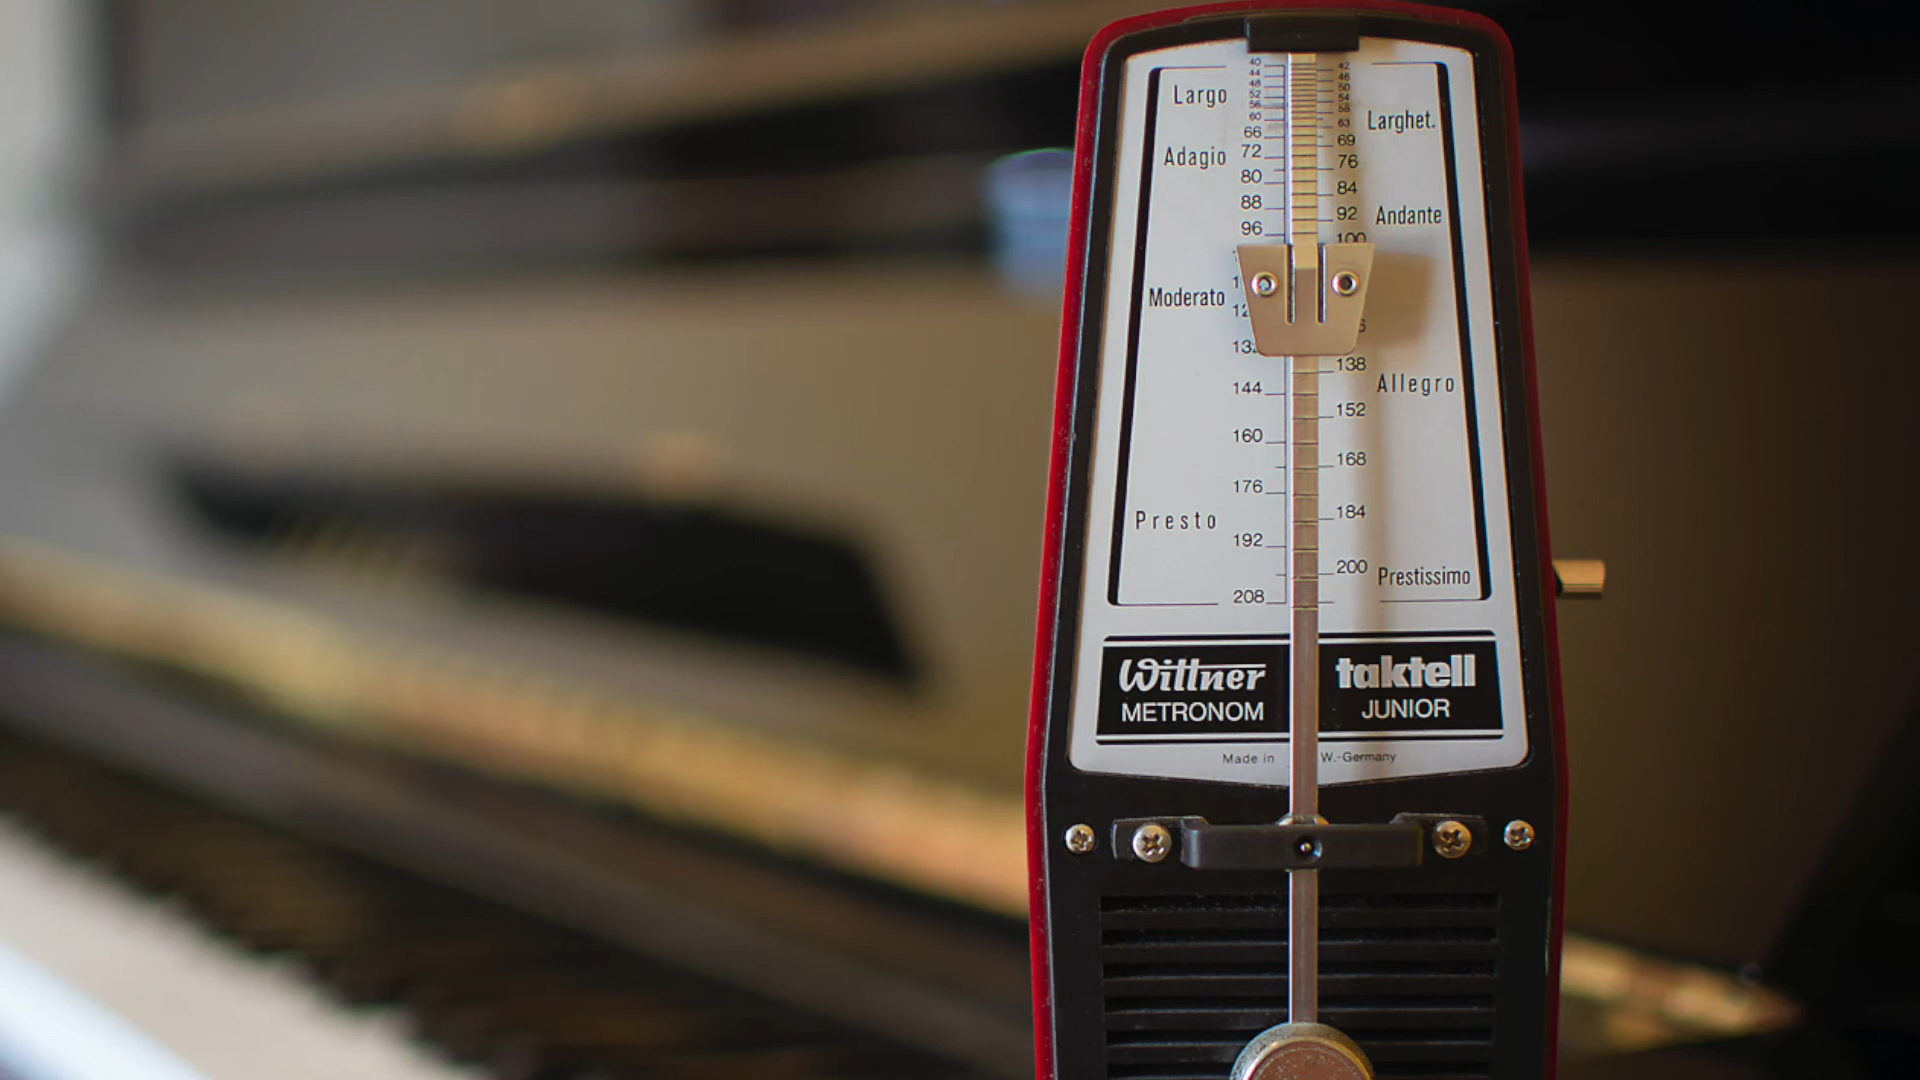 40 42
44 46
48 50
52 54
Largo
56 58
60 63
Larghet.
66 69
Adagio
72 76
80 84
88 92
Andante
96 100
Moderato
138
Allegro
144 152
160 168
176 184
Presto
192 200
Prestissimo
208
Wittner taktell
METRONOM JUNIOR
Made in W.-Germany